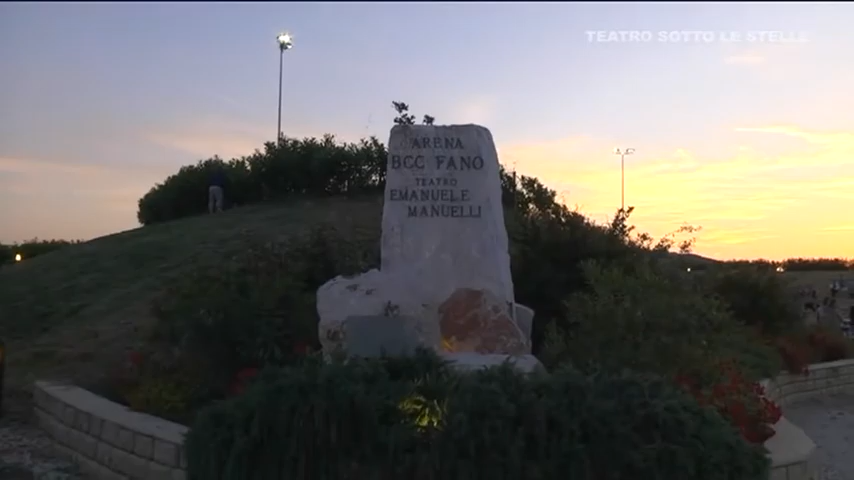 TEATRO SOTTO LE STELLE
ARENA
BCC FANO
TEATRO
EMANUELE
MANUELLI